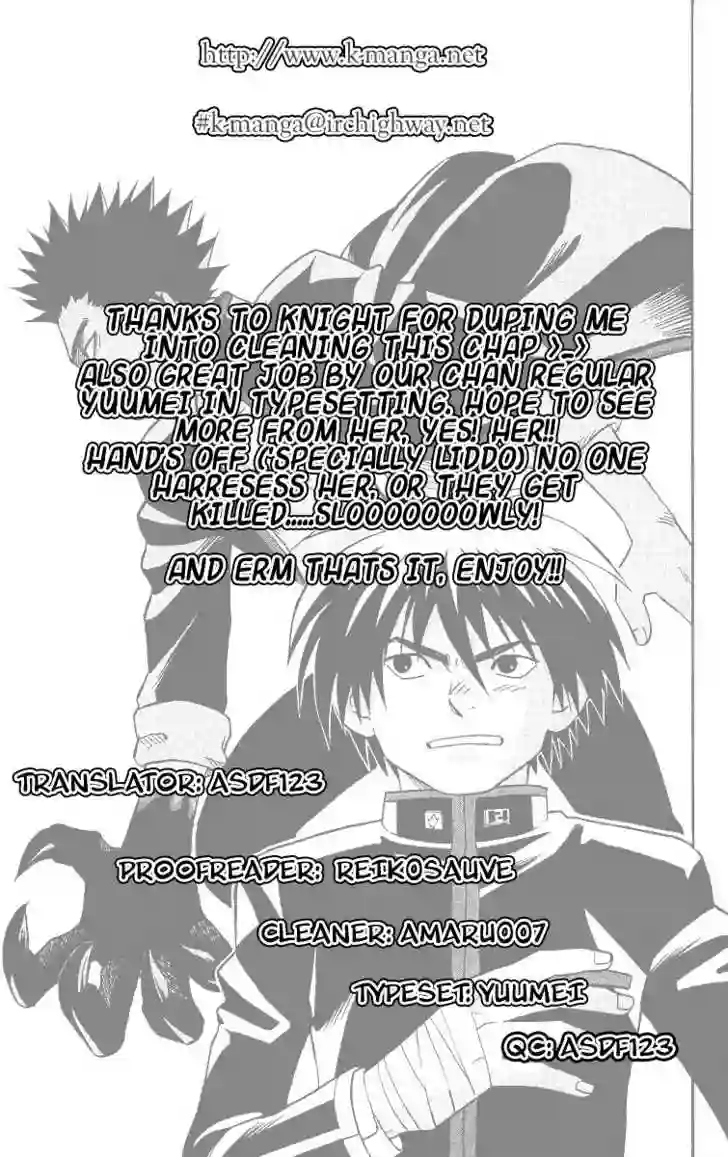 http://www.k-manga.net
#k-manga@irchighway.net
THANKS TO KNIGHT FOR DUPING ME
INTO CLEANING THIS CHAP >_>
ALSO GREAT JOB BY OUR CHAN REGULAR
YUUMEI IN TYPESETTING, HOPE TO SEE
MORE FROM HER, YES! HER!!
HAND'S OFF ('SPECIALLY LIDDO) NO ONE
HARRESESS HER, OR THEY GET
KILLED.....SLOOOOOOOWLY!
AND ERM THATS IT, ENJOY!!
TRANSLATOR: ASDF123
PROOFREADER: REIKOSAUVE
CLEANER: AMARU007
TYPESET: YUUMEI
QC: ASDF123